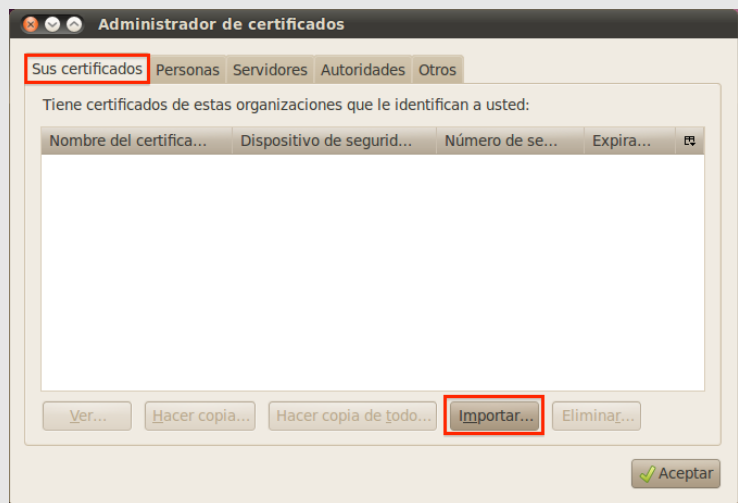 Administrador de certificados
Sus certificados Personas Servidores Autoridades Otros
Tiene certificados de estas organizaciones que le identifican a usted:
Nombre del certifica... Dispositivo de segurid... Número de se... Expira...
Ver... Hacer copia... Hacer copia de todo... Importar... Eliminar...
Aceptar